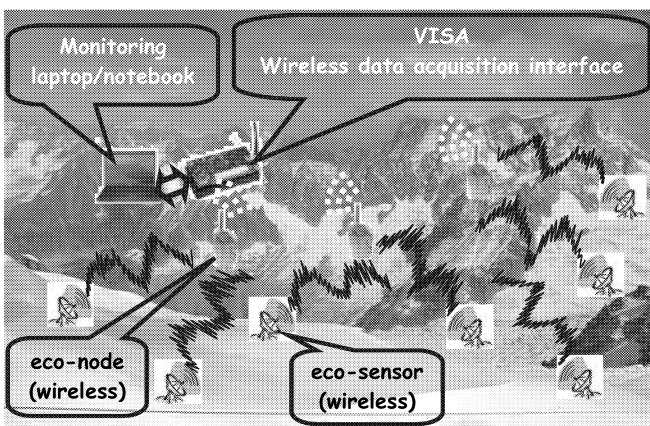 Monitoring
laptop/notebook
VISA
Wireless data acquisition interface
eco-node
(wireless)
eco-sensor
(wireless)